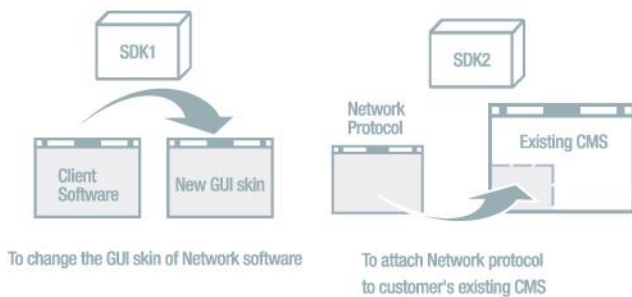 SDK1
Client
Software
New GUI skin
To change the GUI skin of Network software
SDK2
Network
Protocol
Existing CMS
To attach Network protocol
to customer's existing CMS